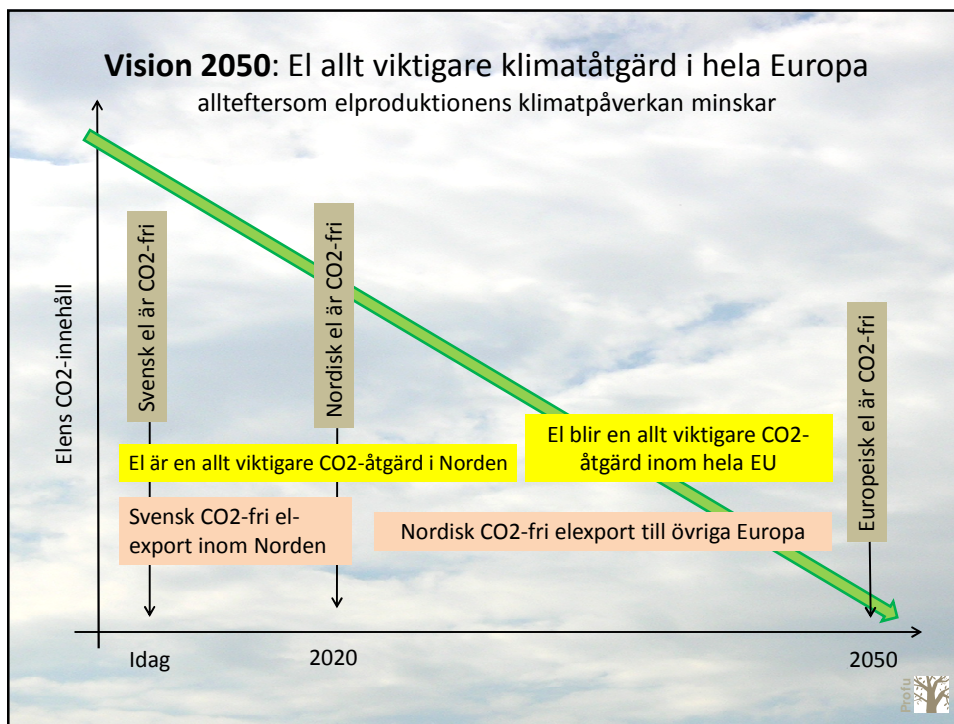 Vision 2050: El allt viktigare klimatåtgärd i hela Europa
allteftersom elproduktionens klimatpåverkan minskar
Elens CO2-innehåll
Svensk el är CO2-fri
Nordisk el är CO2-fri
Europeisk el är CO2-fri
El är en allt viktigare CO2-åtgärd i Norden
El blir en allt viktigare CO2-
åtgärd inom hela EU
Svensk CO2-fri el-
export inom Norden
Nordisk CO2-fri elexport till övriga Europa
Idag
2020
2050
Profu